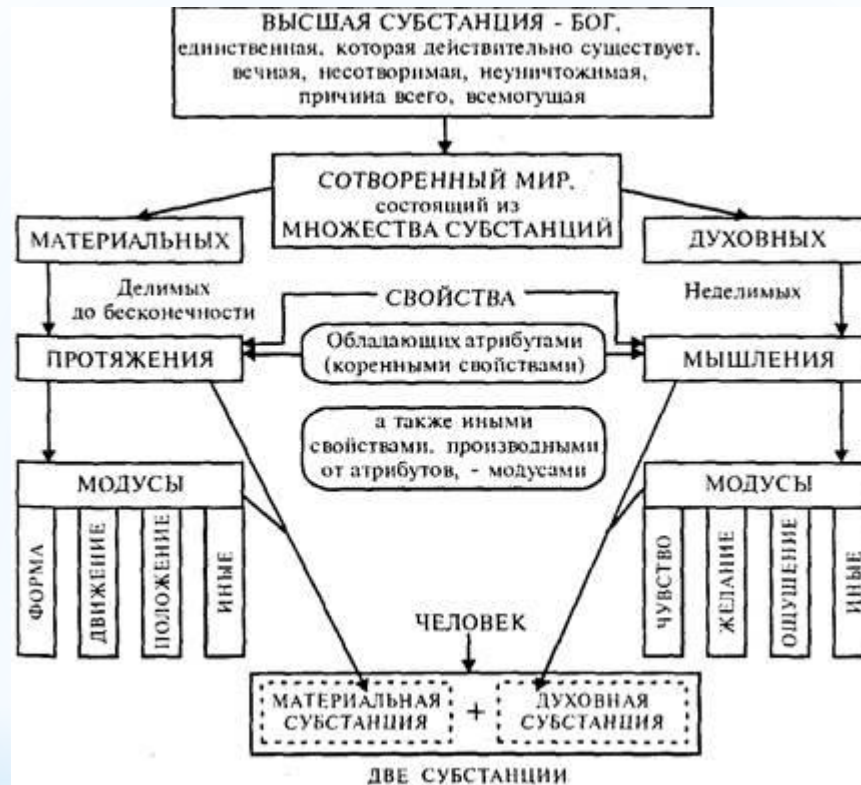 ВЫСШАЯ СУБСТАНЦИЯ - БОГ,
единственная, которая действительно существует,
вечная, несотворимая, неуничтожимая,
причина всего, всемогущая
СОТВОРЕННЫЙ МИР,
состоящий из
МНОЖЕСТВА СУБСТАНЦИЙ
МАТЕРИАЛЬНЫХ
ДУХОВНЫХ
Делимых
до бесконечности
СВОЙСТВА
Неделимых
ПРОТЯЖЕНИЯ
Обладающих атрибутами
(коренными свойствами)
МЫШЛЕНИЯ
а также иными
свойствами, производными
от атрибутов, - модусами
МОДУСЫ
ФОРМА
ДВИЖЕНИЕ
ПОЛОЖЕНИЕ
ИНЫЕ
МОДУСЫ
ЧУВСТВО
ЖЕЛАНИЕ
ОЩУЩЕНИЕ
ИНЫЕ
ЧЕЛОВЕК
МАТЕРИАЛЬНАЯ
СУБСТАНЦИЯ
+
ДУХОВНАЯ
СУБСТАНЦИЯ
ДВЕ СУБСТАНЦИИ